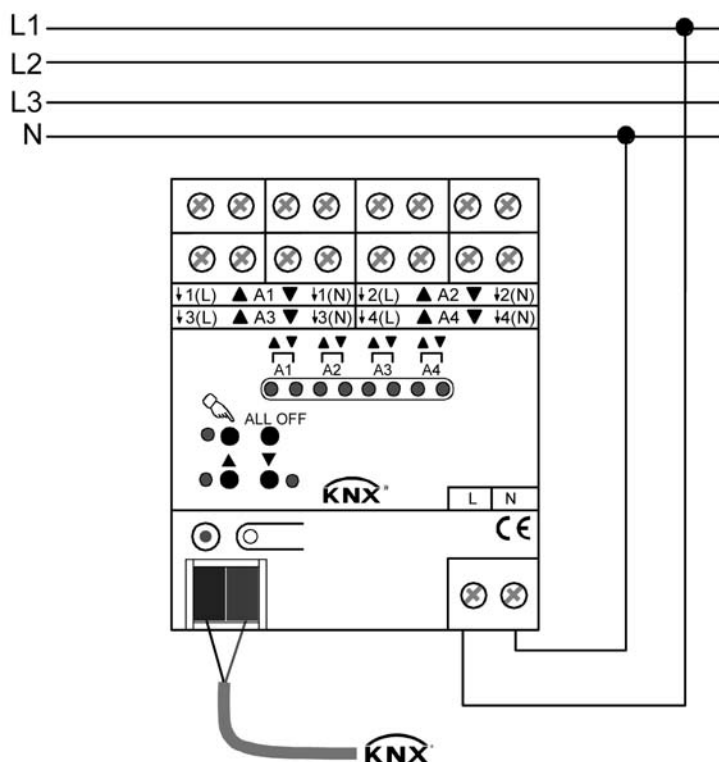 L1
L2
L3
N
↓1(L) ▲ A1 ▼ ↓1(N) ↓2(L) ▲ A2 ▼ ↓2(N)
↓3(L) ▲ A3 ▼ ↓3(N) ↓4(L) ▲ A4 ▼ ↓4(N)
▲▼ ▲▼ ▲▼ ▲▼
A1 A2 A3 A4
ALL OFF
▲ ▼
KNX®
L N
CE
KNX®